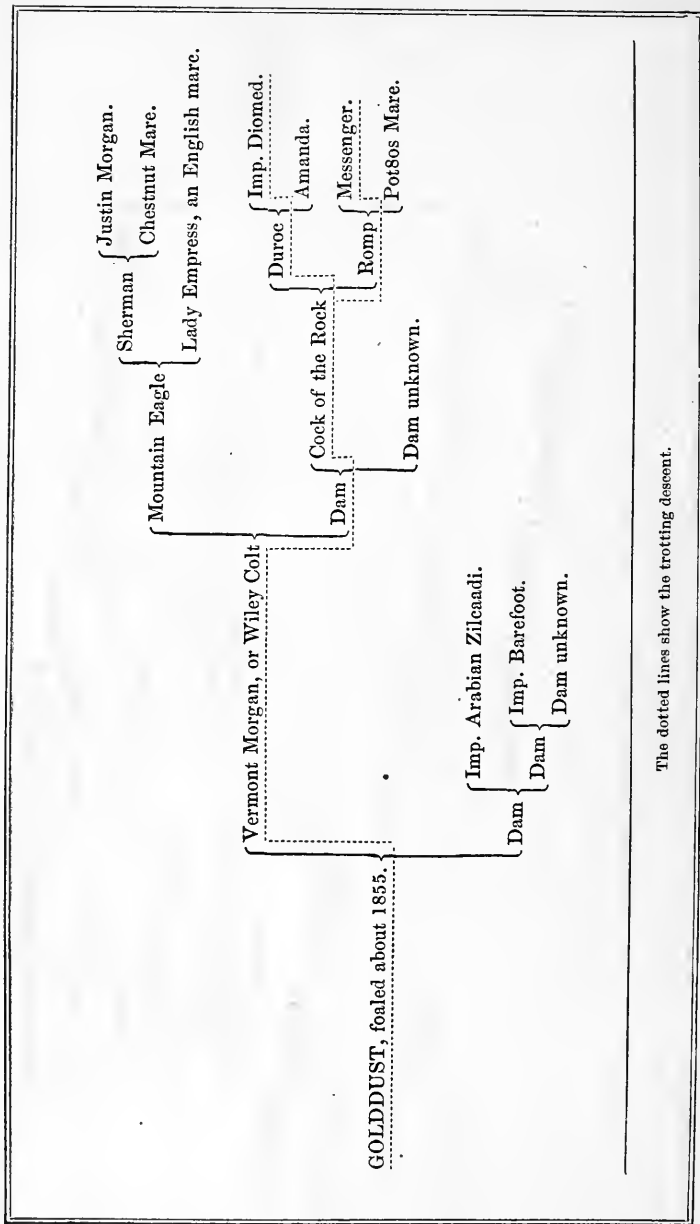 Justin Morgan.
Sherman
Chestnut Mare.
Mountain Eagle
Lady Empress, an English mare.
Vermont Morgan, or Wiley Colt
Imp. Diomed.
Duroc
Amanda.
Cock of the Rock
Messenger.
Romp
Pot8os Mare.
Dam
Dam unknown.
GOLDDUST, foaled about 1855.
Imp. Arabian Zilcaadi.
Dam
Imp. Barefoot.
Dam
Dam unknown.
The dotted lines show the trotting descent.